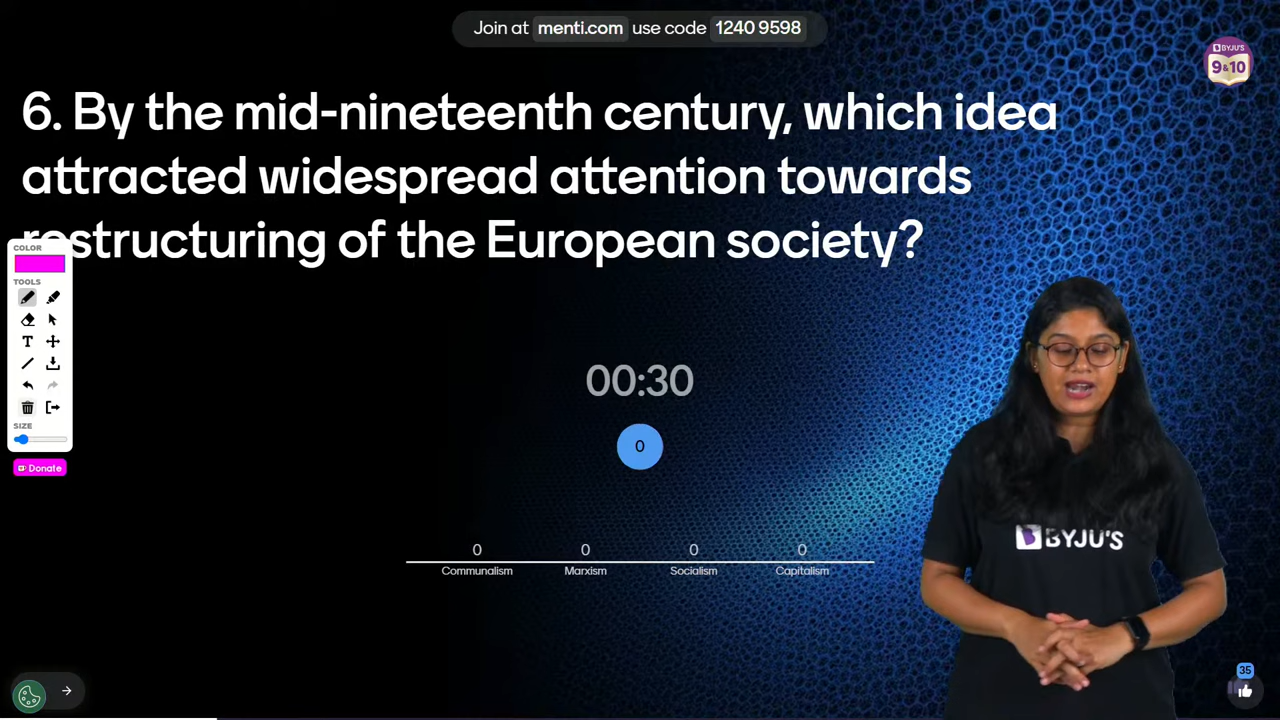 Join at menti.com use code 1240 9598
BYJU'S
9&10
6. By the mid-nineteenth century, which idea
attracted widespread attention towards
restructuring of the European society?
COLOR
TOOLS
T
SIZE
Donate
00:30
0
0 0 0 0
Communalism Marxism Socialism Capitalism
BYJU'S
35